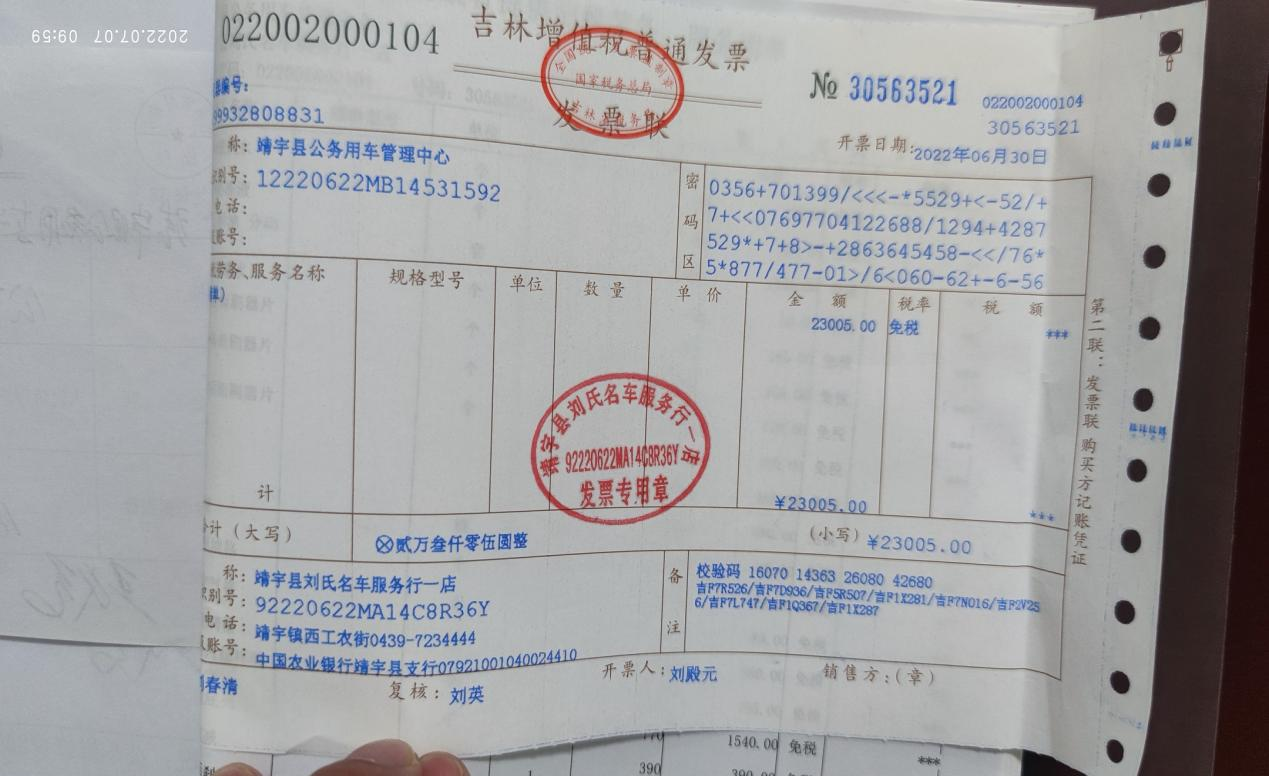 2022.07.07 09:59
022002000104
吉林增值税普通发票
发票联
国家税务总局
№ 30563521
022002000104
30563521
编号:
99932808831
开票日期:2022年06月30日
称:靖宇县公务用车管理中心
别号:12220622MB14531592
电话:
账号:
密码区
0356+701399/<<<-*5529+<-52/+
7+<<07697704122688/1294+4287
529*+7+8>-+2863645458-<</76*
5*877/477-01>/6<060-62+-6-56
劳务、服务名称 规格型号 单位 数量 单价 金额 税率 税额
23005.00 免税 ***
靖宇县刘氏名车服务行一店
92220622MA14C8R36Y
发票专用章
计 ¥23005.00 ***
计(大写) ⊗贰万叁仟零伍圆整 (小写) ¥23005.00
称:靖宇县刘氏名车服务行一店
别号:92220622MA14C8R36Y
电话:靖宇镇西工农街0439-7234444
账号:中国农业银行靖宇县支行07921001040024410
备注
校验码 16070 14363 26080 42680
吉F7R526/吉F7D936/吉F5R507/吉F1X281/吉F7N016/吉F2V25
6/吉F7L747/吉F1Q367/吉F1X287
春清 复核:刘英 开票人:刘殿元 销售方:(章)
第二联:发票联 购买方记账凭证
1540.00 免税
***
390 390.00 免税